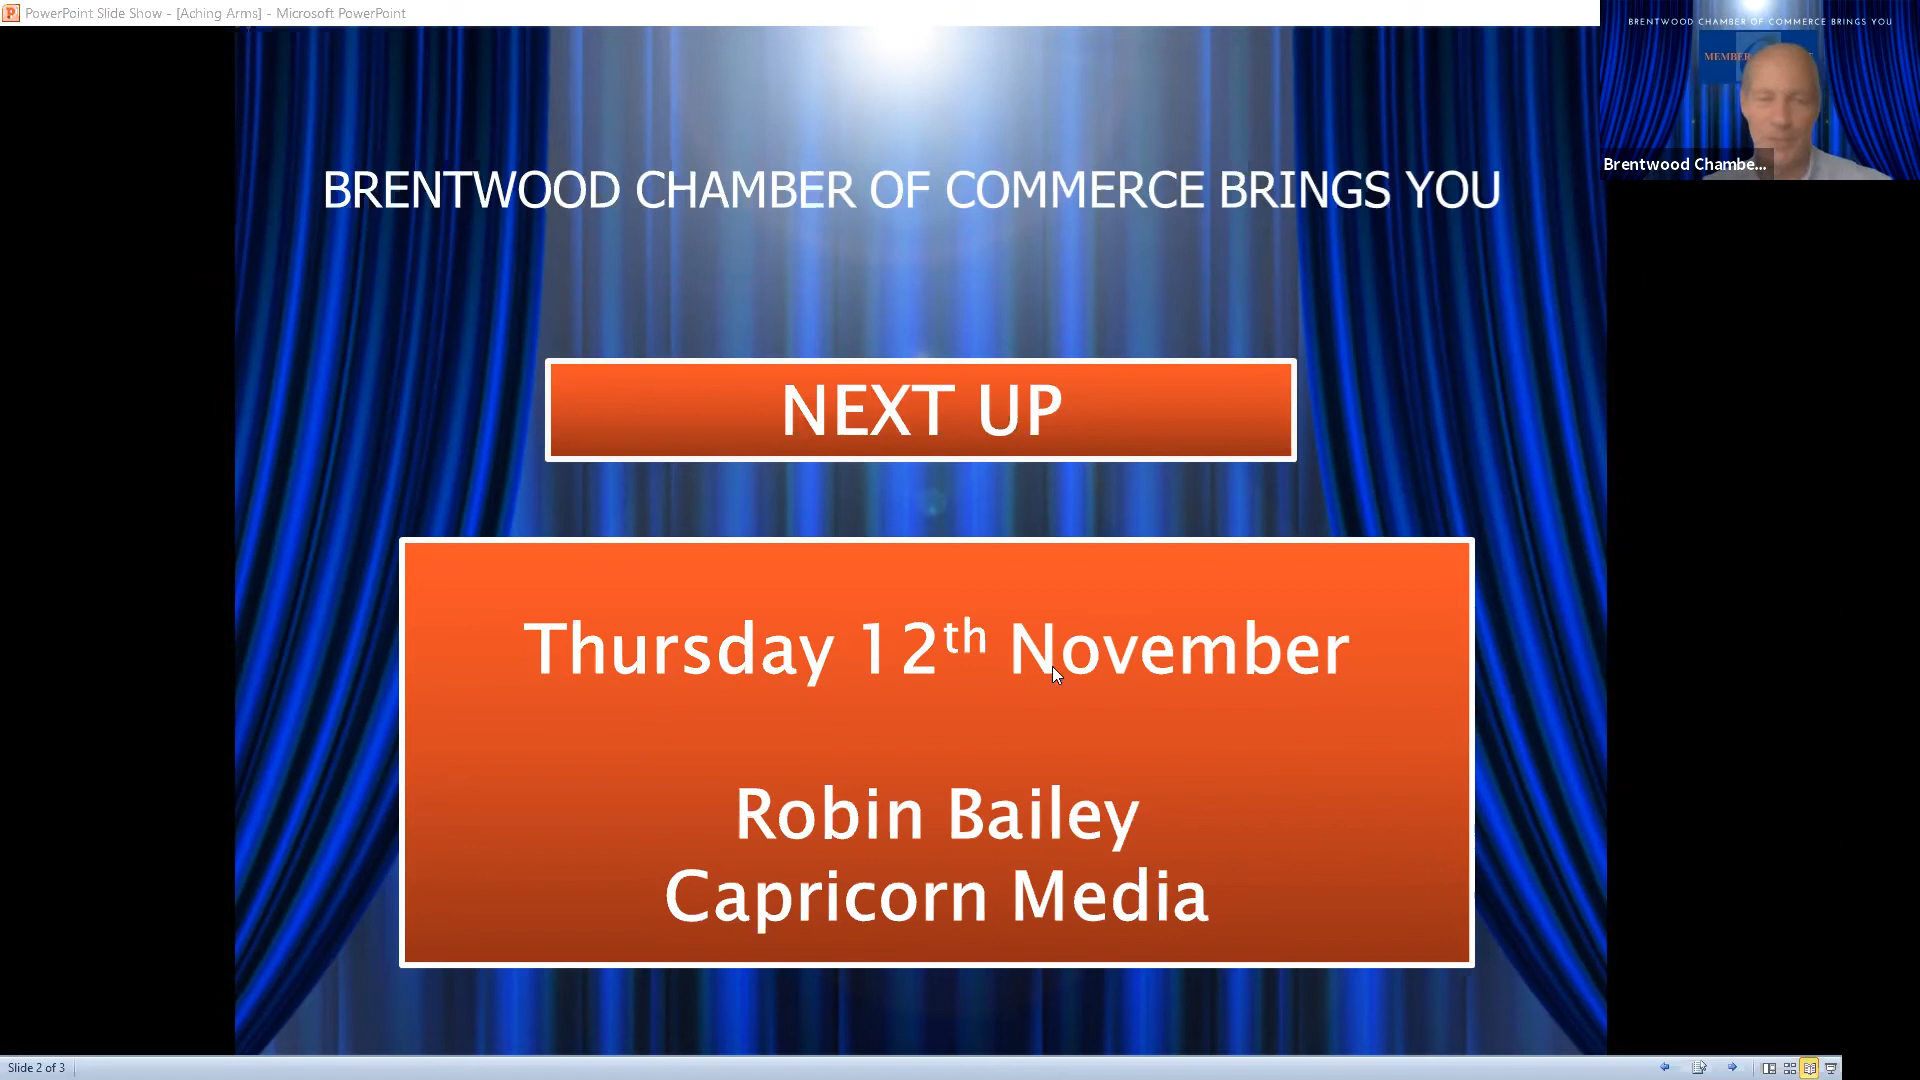 PowerPoint Slide Show - [Aching Arms] - Microsoft PowerPoint
BRENTWOOD CHAMBER OF COMMERCE BRINGS YOU
MEMBER
Brentwood Chambe...
BRENTWOOD CHAMBER OF COMMERCE BRINGS YOU
NEXT UP
Thursday 12th November
Robin Bailey
Capricorn Media
Slide 2 of 3